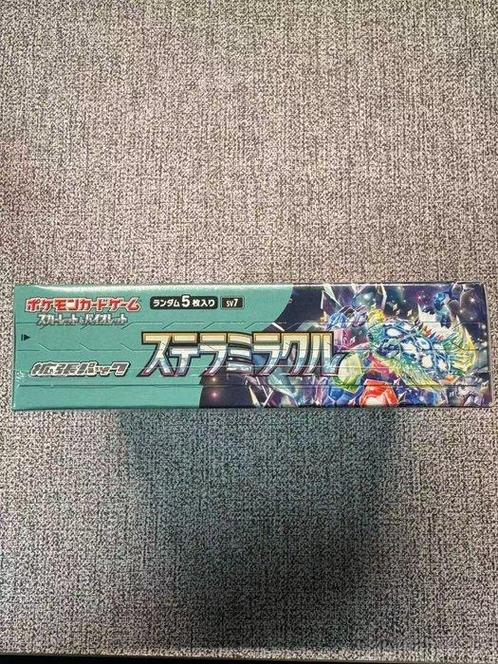 ポケモンカードゲーム
スカーレット&バイオレット
拡張パック
ランダム5枚入り SV7
ステラミラクル